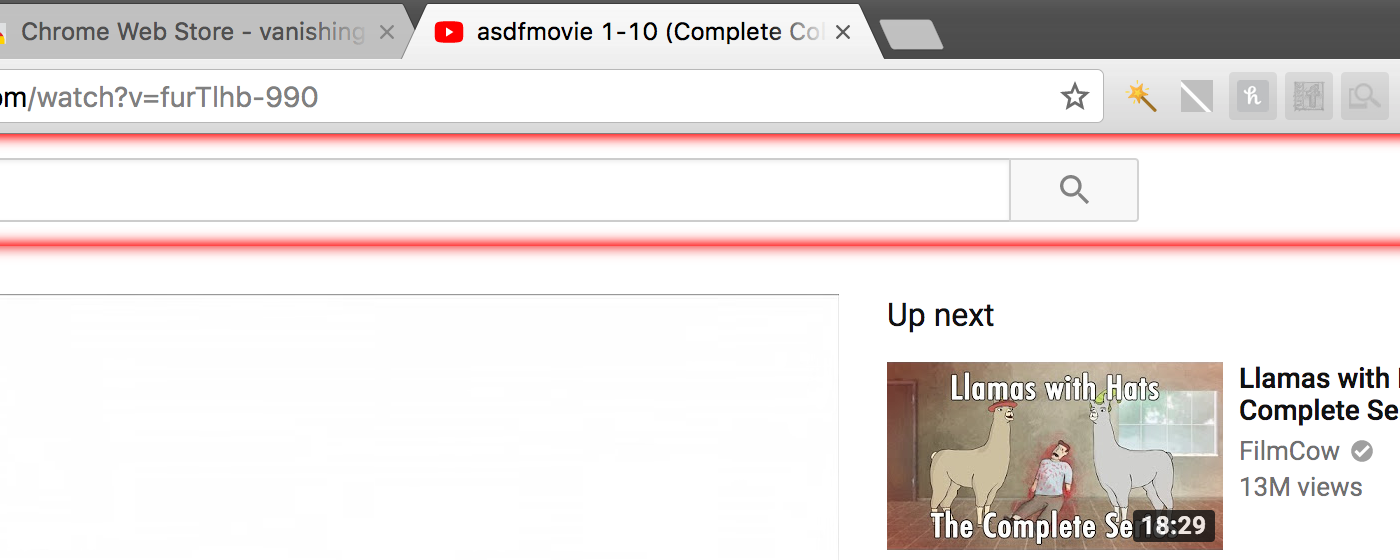 Chrome Web Store - vanishing
asdfmovie 1-10 (Complete Col
om/watch?v=furTlhb-990
Up next
Llamas with Hats
The Complete Se
18:29
Llamas with
Complete Se
FilmCow
13M views